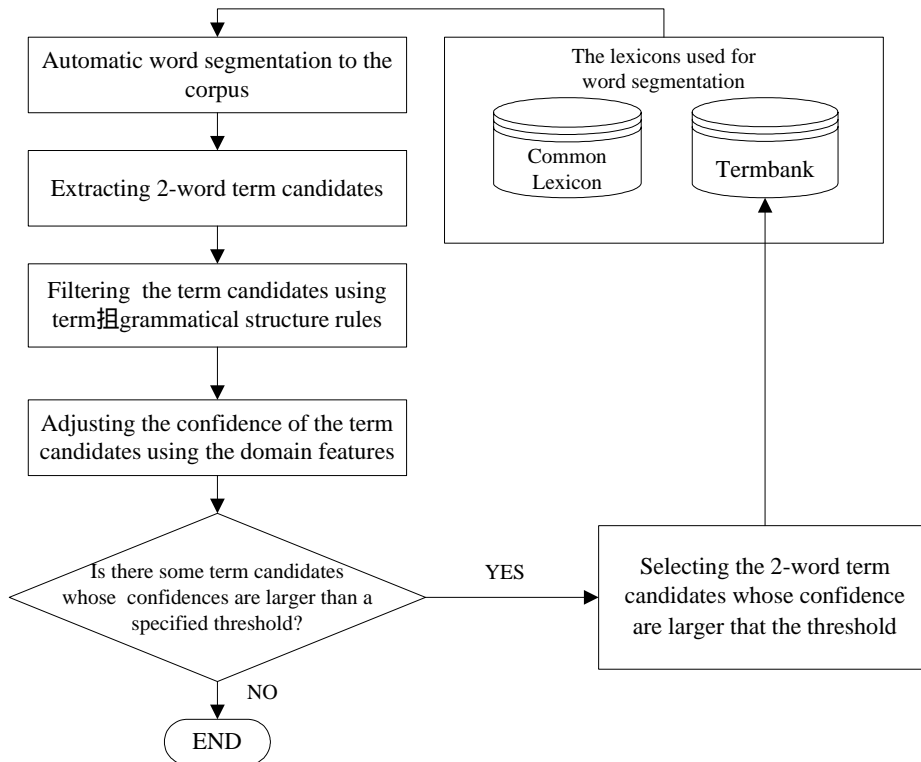 Automatic word segmentation to the
corpus
Extracting 2-word term candidates
Filtering the term candidates using
term担grammatical structure rules
Adjusting the confidence of the term
candidates using the domain features
Is there some term candidates
whose confidences are larger than a
specified threshold?
YES
NO
END
The lexicons used for
word segmentation
Common
Lexicon
Termbank
Selecting the 2-word term
candidates whose confidence
are larger that the threshold